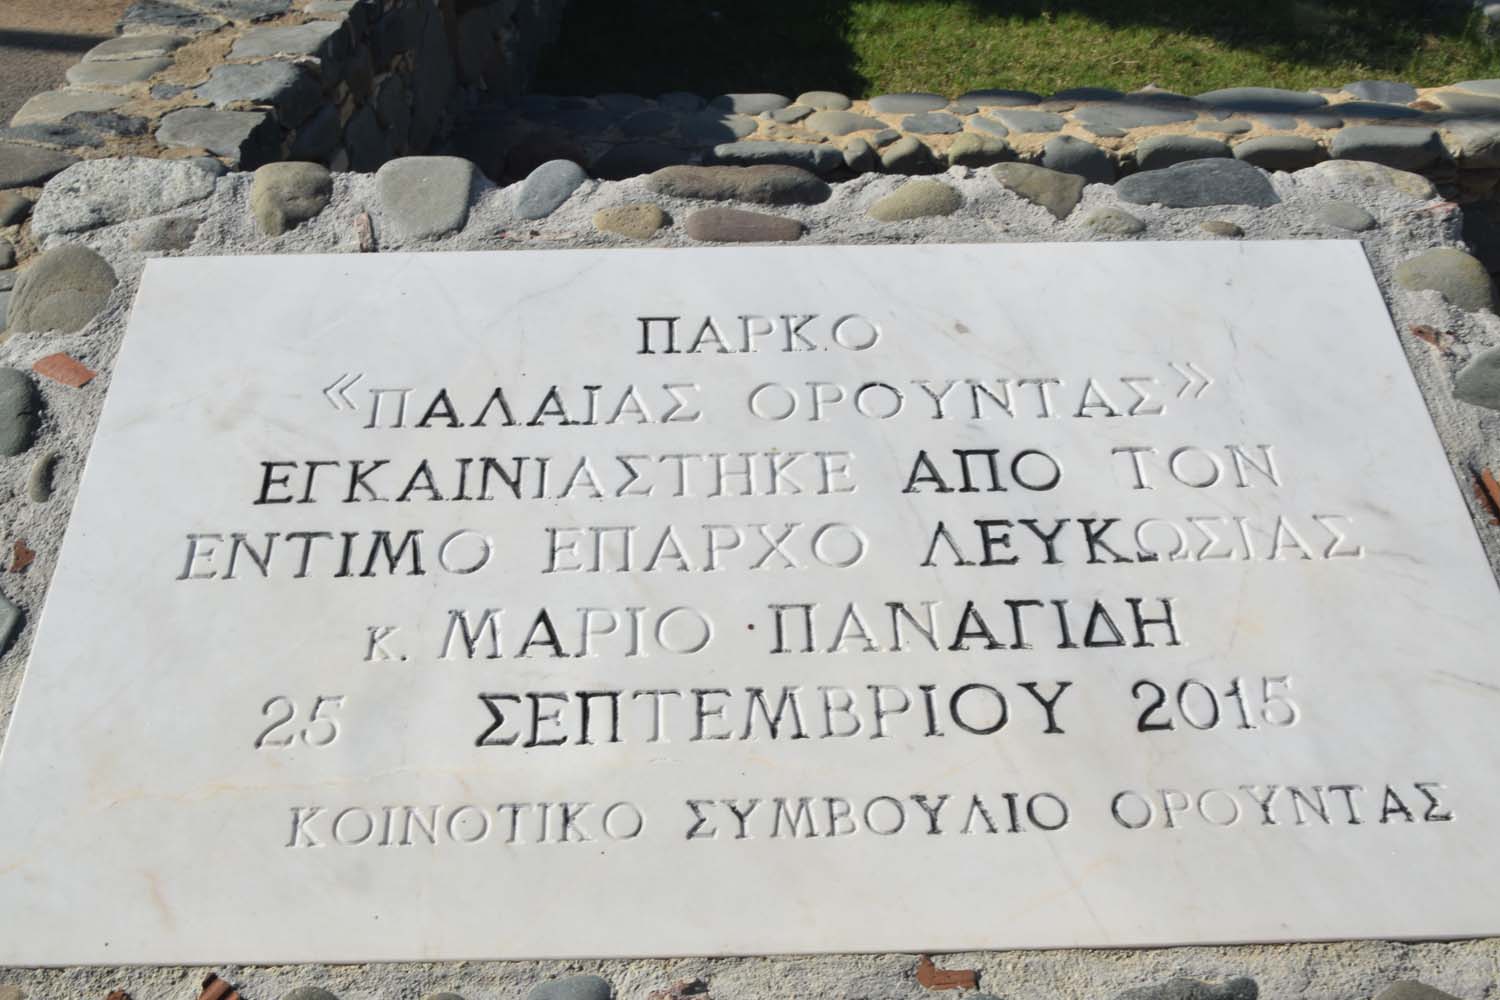 ΠΑΡΚΟ
«ΠΑΛΑΙΑΣ ΟΡΟΥΝΤΑΣ»
ΕΓΚΑΙΝΙΑΣΤΗΚΕ ΑΠΟ ΤΟΝ
ΕΝΤΙΜΟ ΕΠΑΡΧΟ ΛΕΥΚΩΣΙΑΣ
κ. ΜΑΡΙΟ ΠΑΝΑΓΙΔΗ
25 ΣΕΠΤΕΜΒΡΙΟΥ 2015
ΚΟΙΝΟΤΙΚΟ ΣΥΜΒΟΥΛΙΟ ΟΡΟΥΝΤΑΣ